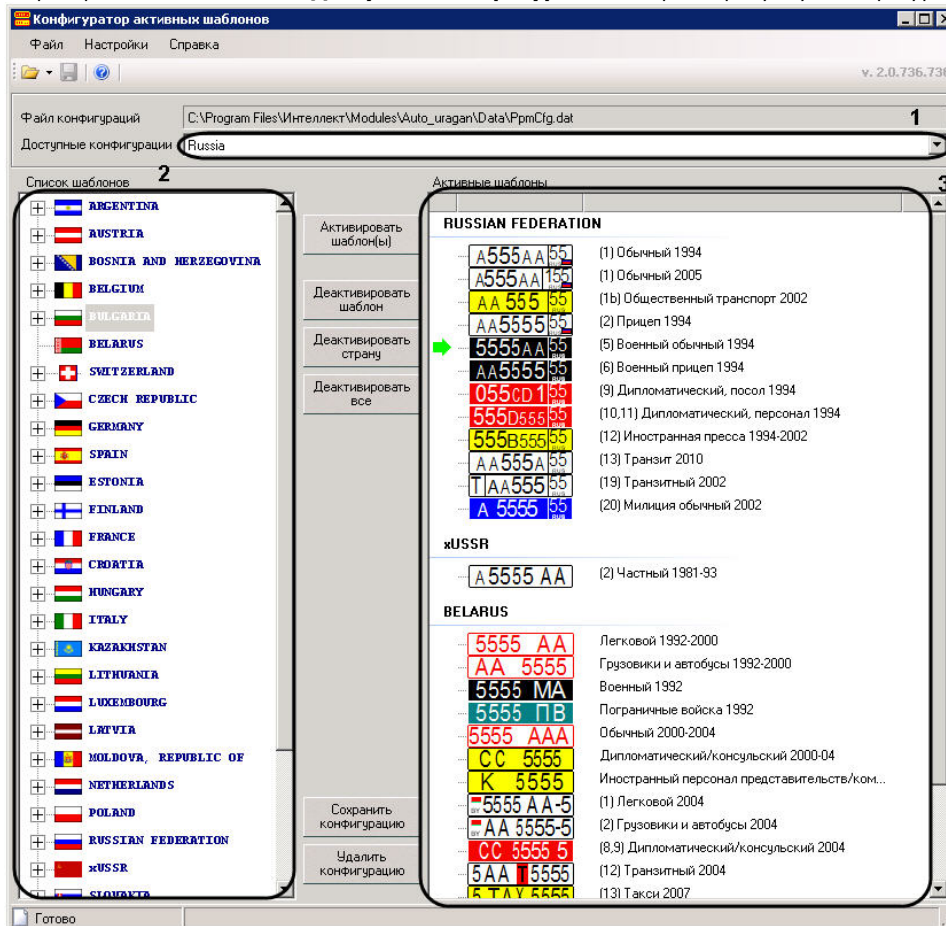 Конфигуратор активных шаблонов
Файл Настройки Справка
v. 2.0.736.736
Файл конфигураций C:\Program Files\Интеллект\Modules\Auto_uragan\Data\PpmCfg.dat 1
Доступные конфигурации Russia
Список шаблонов 2
ARGENTINA
AUSTRIA
BOSNIA AND HERZEGOVINA
BELGIUM
BULGARIA
BELARUS
SWITZERLAND
CZECH REPUBLIC
GERMANY
SPAIN
ESTONIA
FINLAND
FRANCE
CROATIA
HUNGARY
ITALY
KAZAKHSTAN
LITHUANIA
LUXEMBOURG
LATVIA
MOLDOVA, REPUBLIC OF
NETHERLANDS
POLAND
RUSSIAN FEDERATION
xUSSR
SLOVAKIA
Активировать
шаблон(ы)
Деактивировать
шаблон
Деактивировать
страну
Деактивировать
все
Сохранить
конфигурацию
Удалить
конфигурацию
Активные шаблоны 3
RUSSIAN FEDERATION
A555AA 55 (1) Обычный 1994
A555AA 155 (1) Обычный 2005
AA 555 55 (1b) Общественный транспорт 2002
AA5555 55 (2) Прицеп 1994
5555AA 55 (5) Военный обычный 1994
AA5555 55 (6) Военный прицеп 1994
055CD1 55 (9) Дипломатический, посол 1994
555D555 55 (10,11) Дипломатический, персонал 1994
555B555 55 (12) Иностранная пресса 1994-2002
AA555A 55 (13) Транзит 2010
T AA555 55 (19) Транзитный 2002
A 5555 55 (20) Милиция обычный 2002
xUSSR
A 5555 AA (2) Частный 1981-93
BELARUS
5555 AA Легковой 1992-2000
AA 5555 Грузовики и автобусы 1992-2000
5555 MA Военный 1992
5555 ПВ Пограничные войска 1992
5555 AAA Обычный 2000-2004
CC 5555 Дипломатический/консульский 2000-04
K 5555 Иностранный персонал представительств/ком...
5555 AA-5 (1) Легковой 2004
AA 5555-5 (2) Грузовики и автобусы 2004
CC 5555 5 (8,9) Дипломатический/консульский 2004
5AA T 5555 (12) Транзитный 2004
5 TAX 5555 (13) Такси 2007
Готово